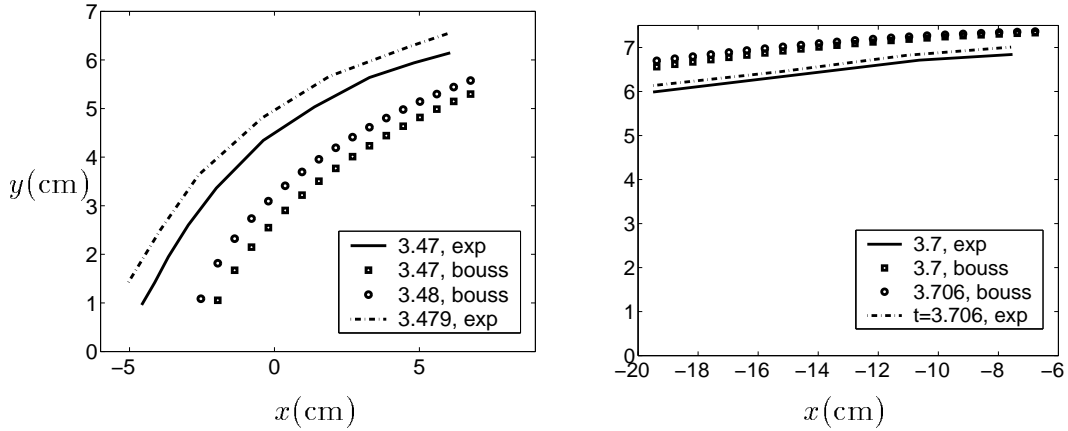 7
6
5
4
3
2
1
0
y(cm)
−5
0
5
x(cm)
3.47, exp
3.47, bouss
3.48, bouss
3.479, exp
7
6
5
4
3
2
1
0
−20
−18
−16
−14
−12
−10
−8
−6
x(cm)
3.7, exp
3.7, bouss
3.706, bouss
t=3.706, exp